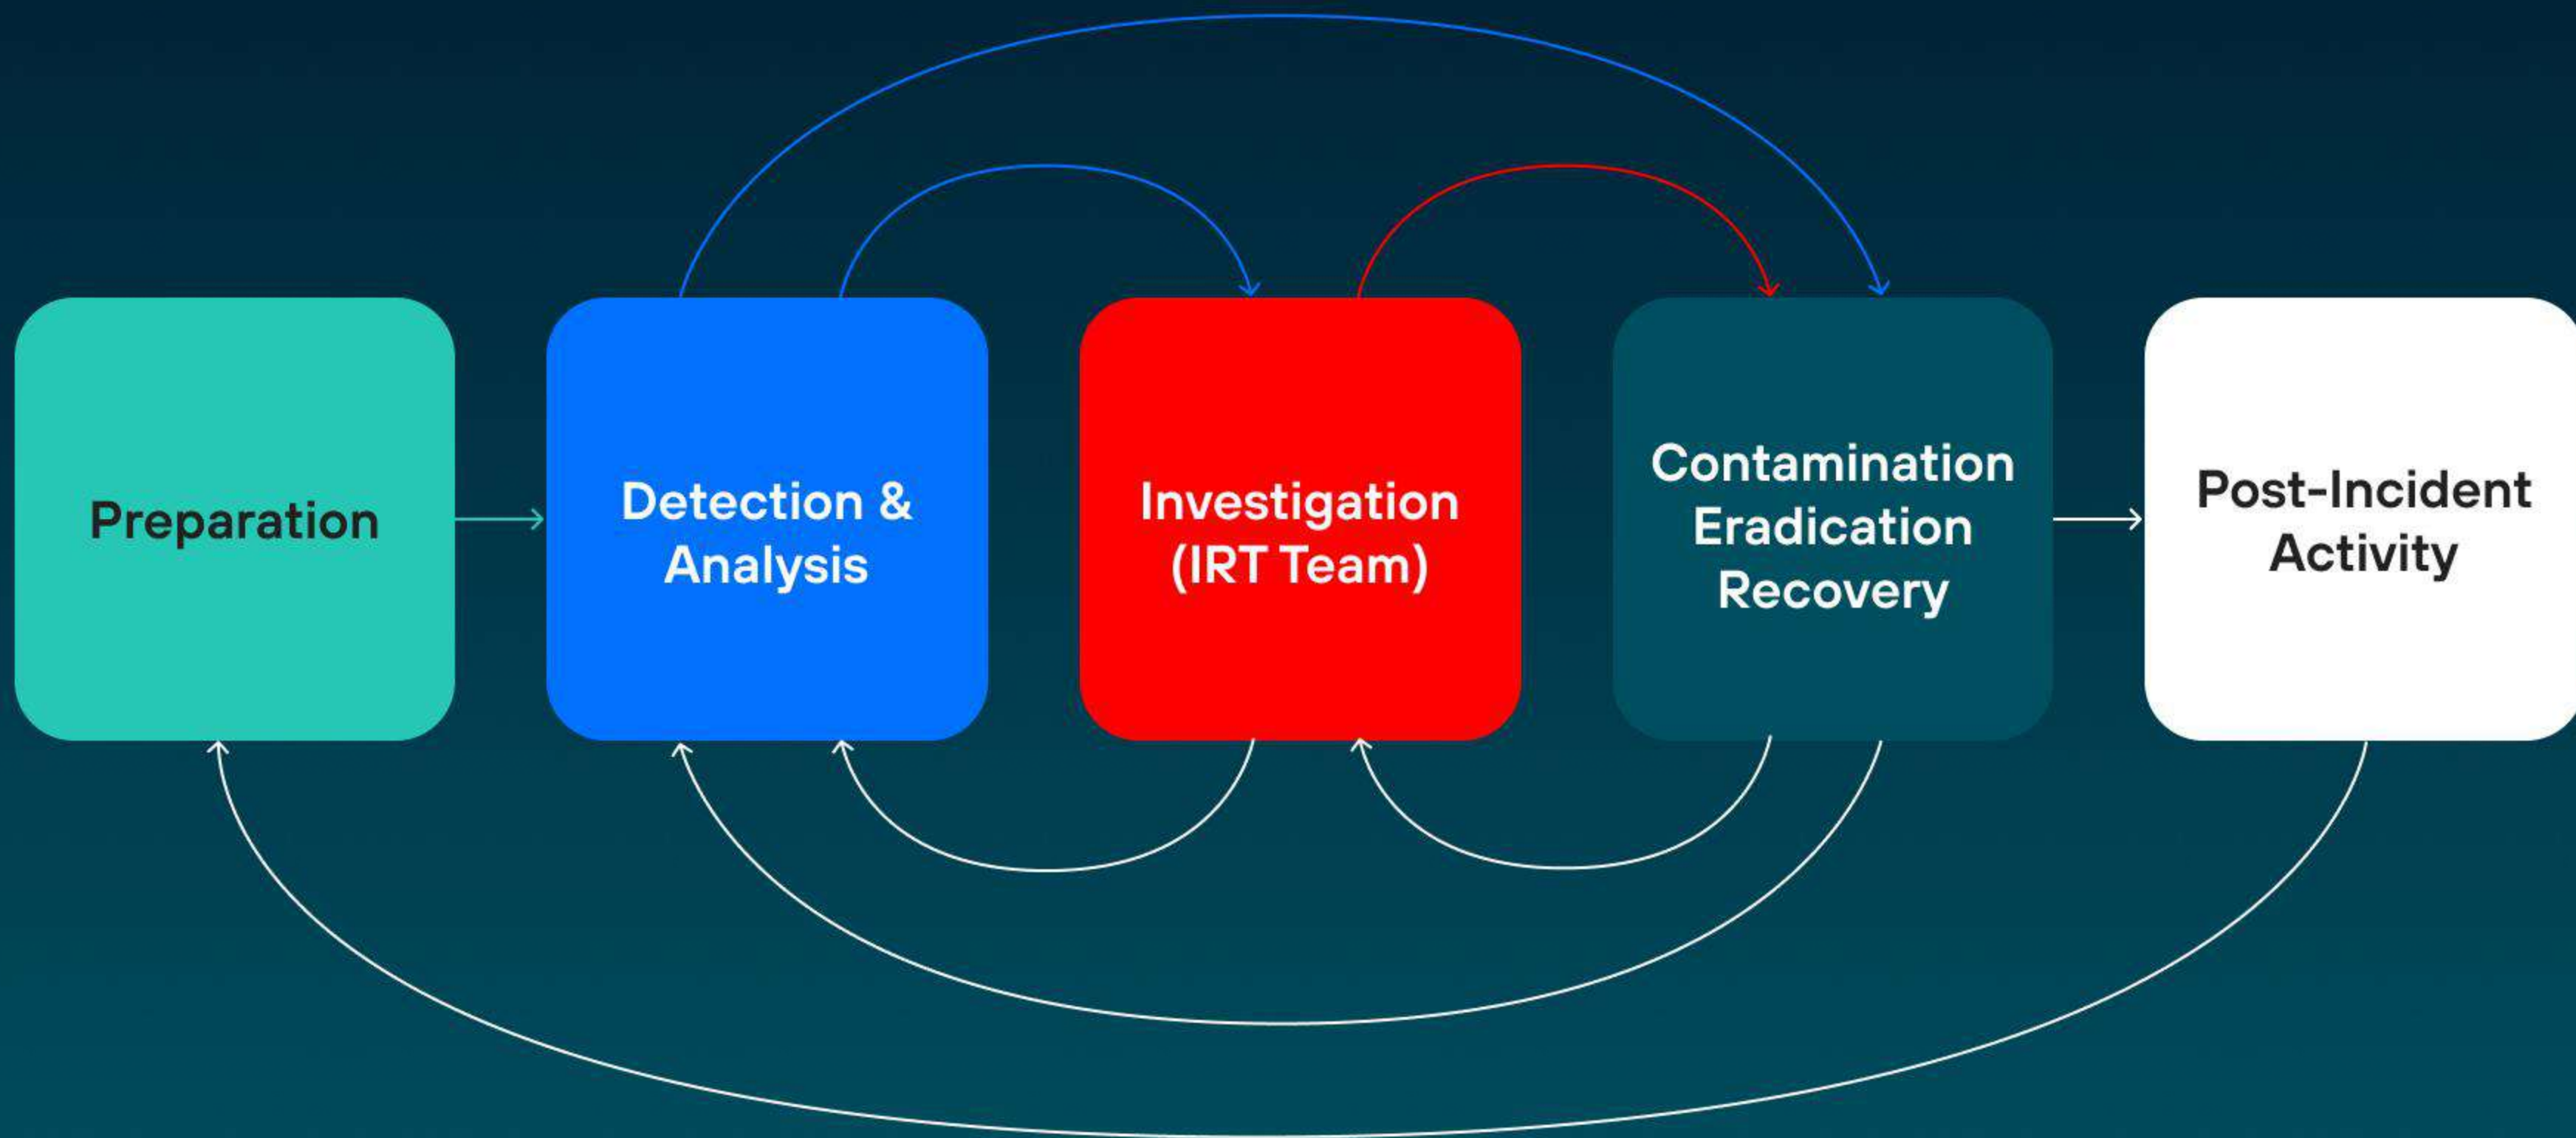 Preparation
Detection &
Analysis
Investigation
(IRT Team)
Contamination
Eradication
Recovery
Post-Incident
Activity